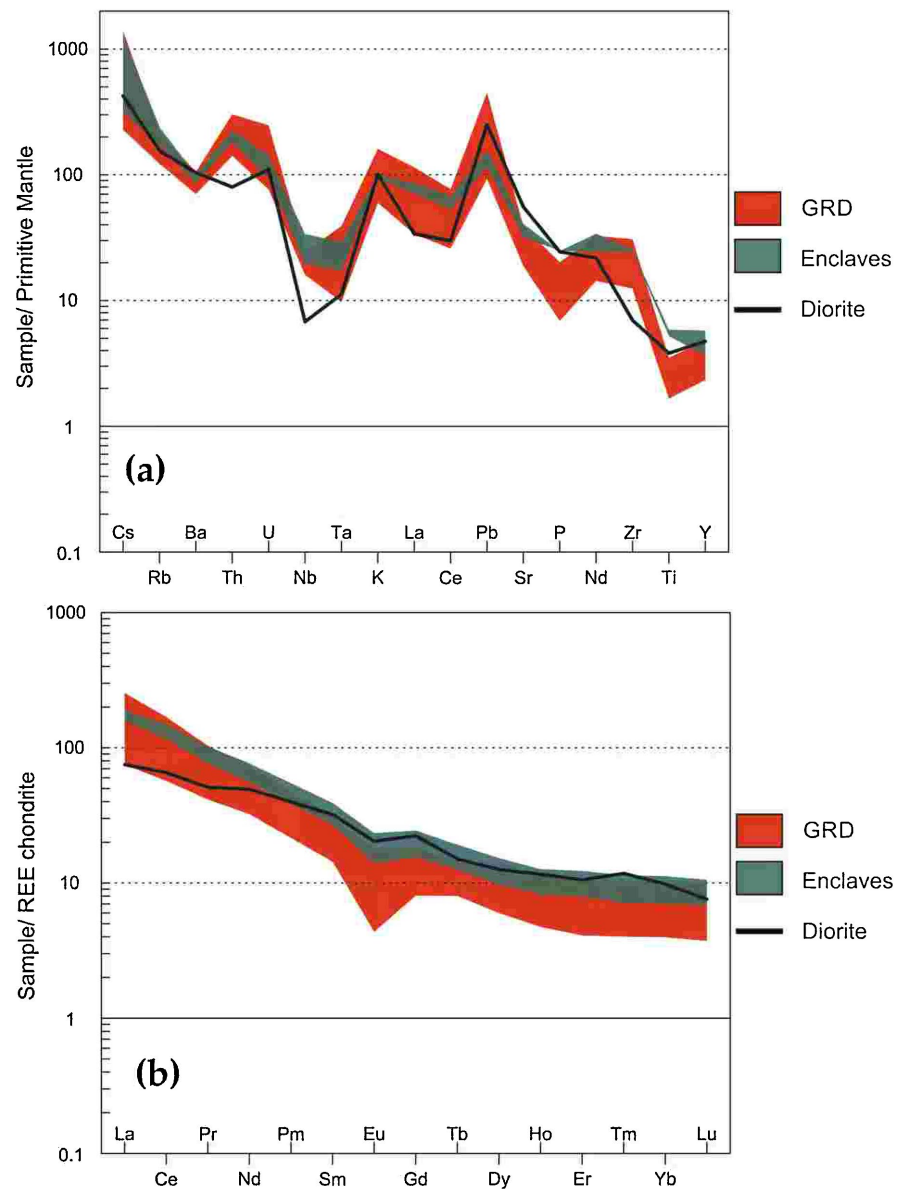 1000
100
10
1
0.1
Sample/ Primitive Mantle
(a)
Cs Ba U Ta La Pb P Zr Y
Rb Th Nb K Ce Sr Nd Ti
GRD
Enclaves
Diorite
1000
100
10
1
0.1
Sample/ REE chondrite
(b)
La Pr Pm Eu Tb Ho Tm Lu
Ce Nd Sm Gd Dy Er Yb
GRD
Enclaves
Diorite